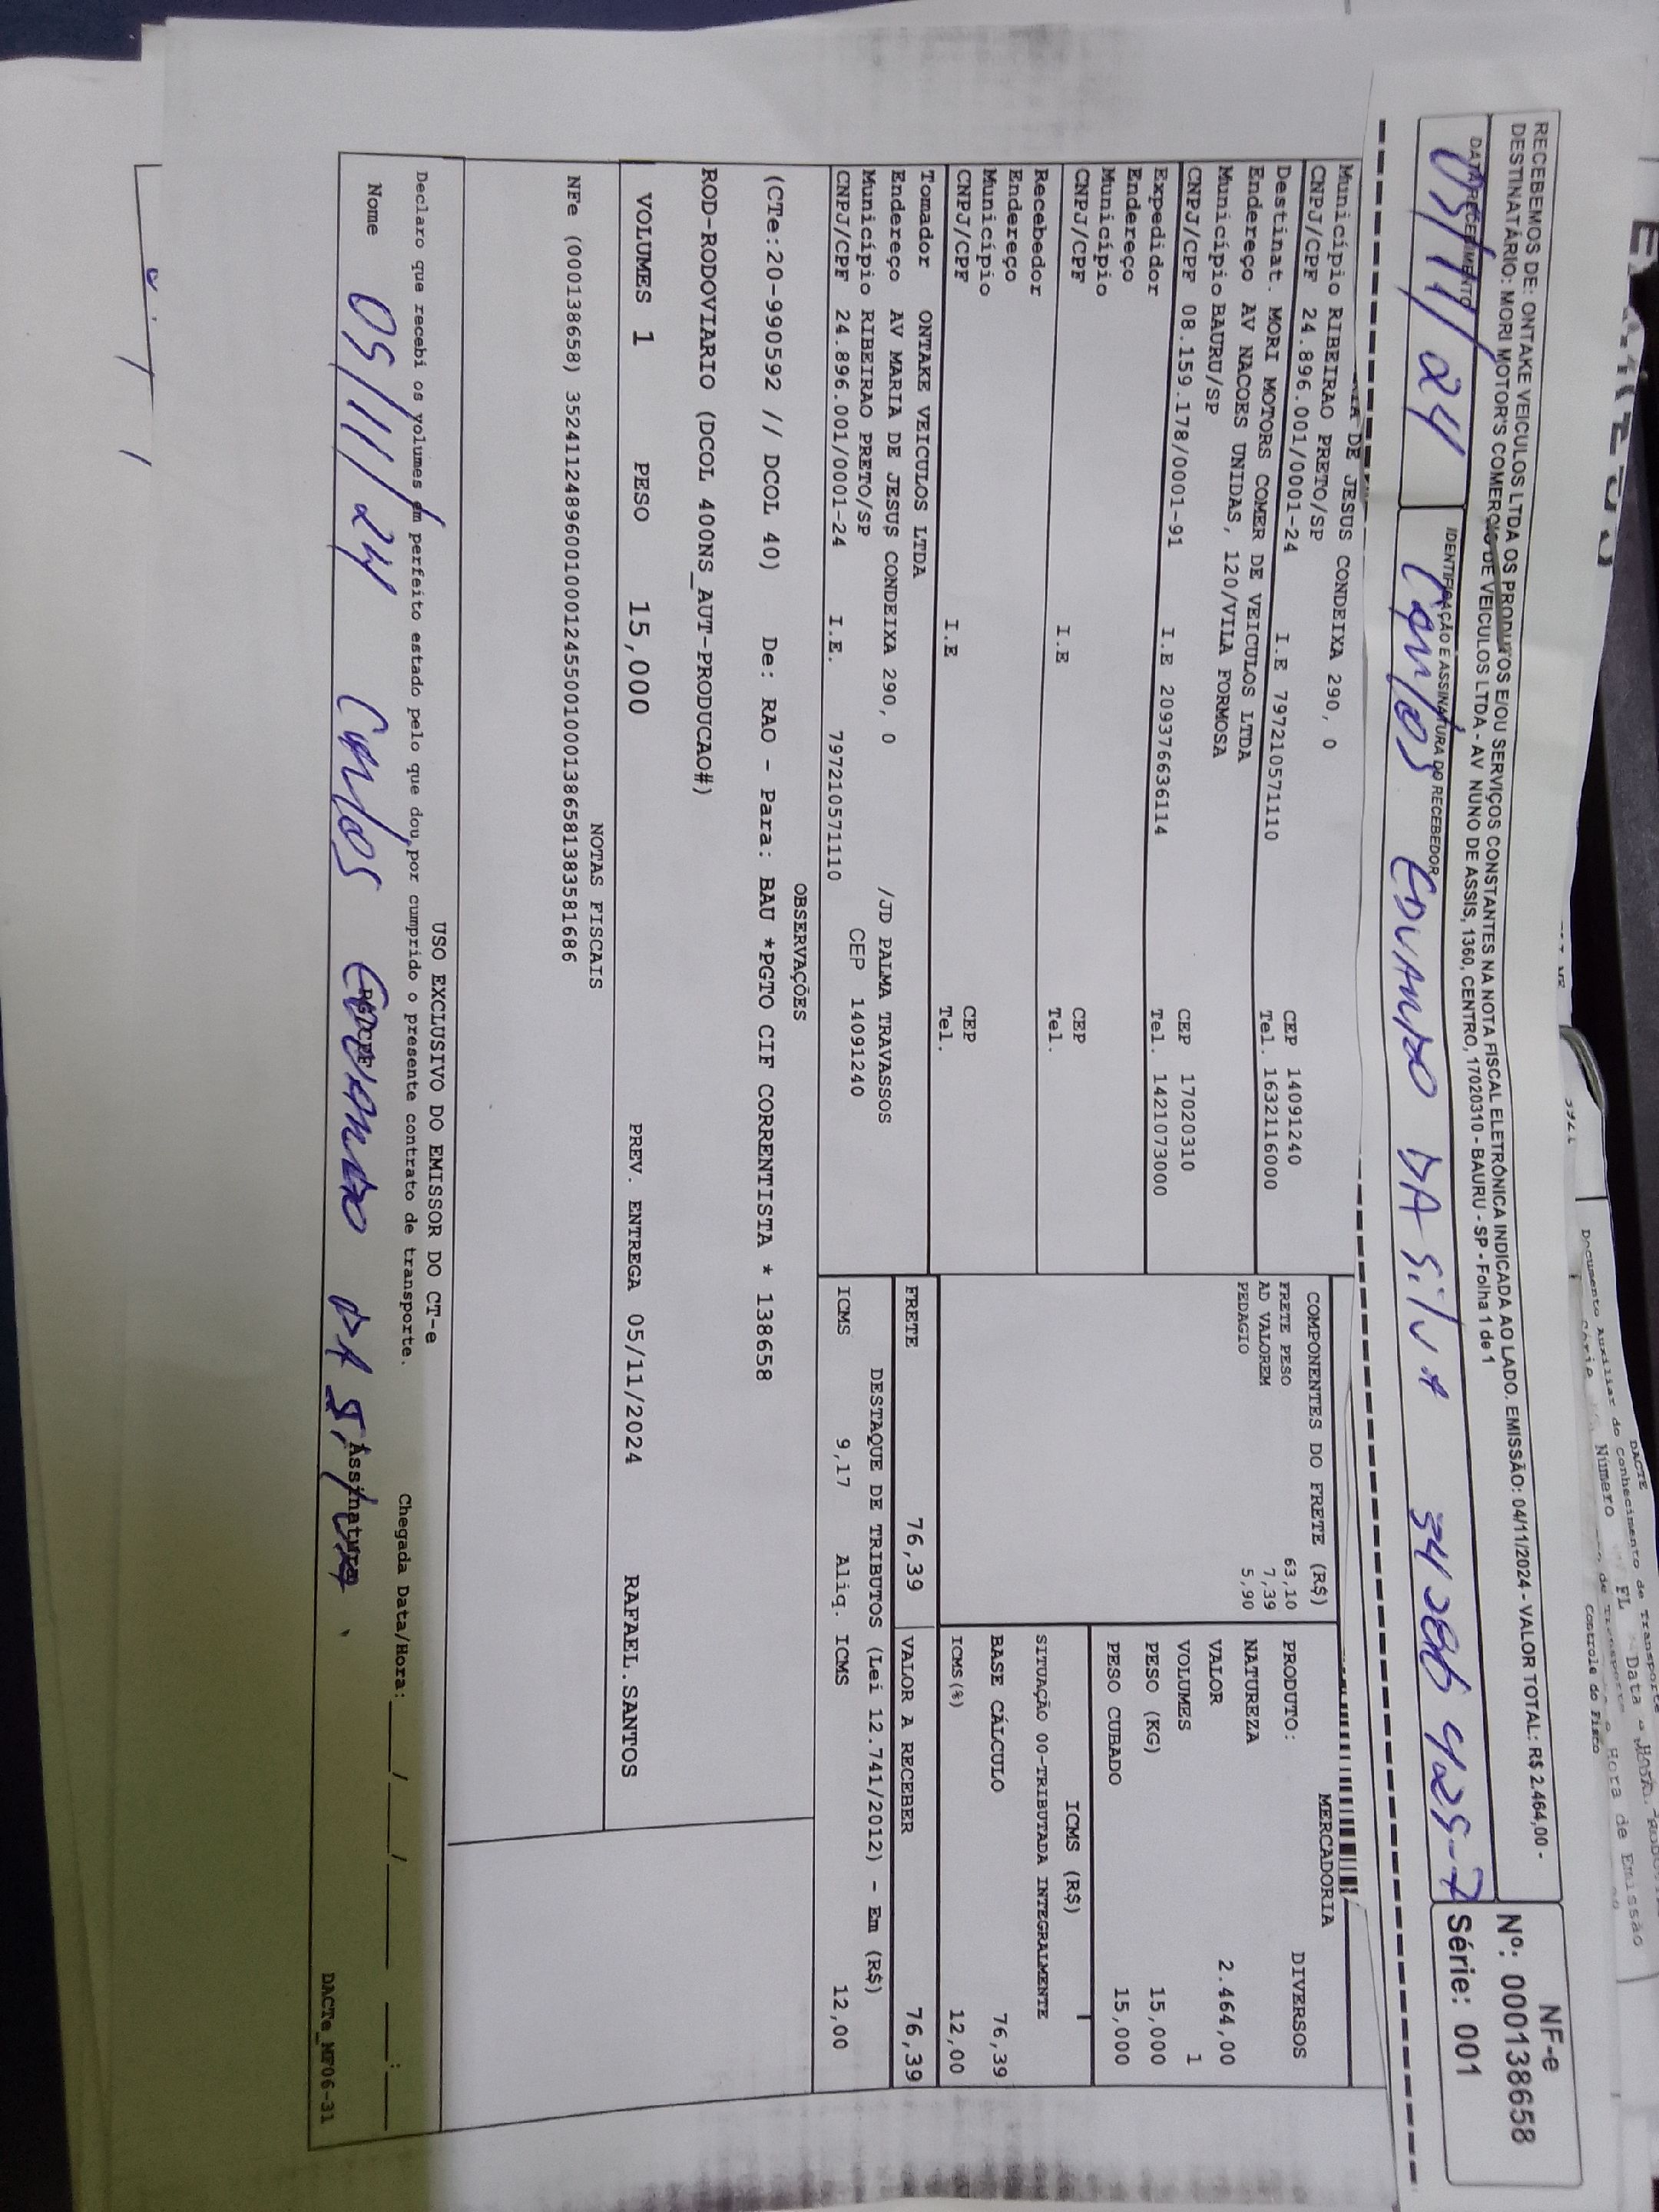 RECEBEMOS DE: ONTAKE VEICULOS LTDA OS PRODUTOS E/OU SERVIÇOS CONSTANTES NA NOTA FISCAL ELETRÔNICA INDICADA AO LADO. EMISSÃO: 04/11/2024 - VALOR TOTAL: R$ 2.464,00 -
DESTINATÁRIO: MORI MOTOR'S COMERCIO DE VEICULOS LTDA - AV NUNO DE ASSIS, 1360, CENTRO, 17020310 - BAURU - SP - Folha 1 de 1
NF-e
Nº: 000138658
Série: 001
DATA RECEBIMENTO
05/11/24
IDENTIFICAÇÃO E ASSINATURA DO RECEBEDOR
Carlos EDUARDO DA SILVA 34 286 425-7
DE JESUS CONDEIXA 290, 0
Município RIBEIRAO PRETO/SP CEP 14091240
CNPJ/CPF 24.896.001/0001-24 I.E 797210571110 Tel. 1632116000
Destinat. MORI MOTORS COMER DE VEICULOS LTDA
Endereço AV NACOES UNIDAS, 120/VILA FORMOSA
Município BAURU/SP CEP 17020310
CNPJ/CPF 08.159.178/0001-91 I.E 209376636114 Tel. 1421073000
Expedidor
Endereço
Município CEP
CNPJ/CPF I.E Tel.
Recebedor
Endereço
Município CEP
CNPJ/CPF I.E Tel.
Tomador ONTAKE VEICULOS LTDA
Endereço AV MARIA DE JESUS CONDEIXA 290, 0 /JD PALMA TRAVASSOS
Município RIBEIRAO PRETO/SP CEP 14091240
CNPJ/CPF 24.896.001/0001-24 I.E. 797210571110
COMPONENTES DO FRETE (R$)
FRETE PESO 63,10
AD VALOREM 7,39
PEDAGIO 5,90
MERCADORIA
PRODUTO: DIVERSOS
NATUREZA
VALOR 2.464,00
VOLUMES 1
PESO (KG) 15,000
PESO CUBADO 15,000
ICMS (R$)
SITUAÇÃO 00-TRIBUTADA INTEGRALMENTE
BASE CÁLCULO 76,39
ICMS(%) 12,00
FRETE 76,39 VALOR A RECEBER 76,39
DESTAQUE DE TRIBUTOS (Lei 12.741/2012) - Em (R$)
ICMS 9,17 Aliq. ICMS 12,00
OBSERVAÇÕES
(CTe:20-990592 // DCOL 40) De: RAO - Para: BAU *PGTO CIF CORRENTISTA * 138658
ROD-RODOVIARIO (DCOL 400NS_AUT-PRODUCAO#)
VOLUMES 1 PESO 15,000 PREV. ENTREGA 05/11/2024 RAFAEL.SANTOS
NOTAS FISCAIS
NFe (000138658) 35241124896001000124550010001386581383581686
USO EXCLUSIVO DO EMISSOR DO CT-e
Declaro que recebi os volumes em perfeito estado pelo que dou por cumprido o presente contrato de transporte. Chegada Data/Hora:___/___/_____ ___:___
Nome 05/11/24 Carlos Eduardo DA Silva
Assinatura
DACTe_MF06-31
DACTE
Documento Auxiliar do Conhecimento de Transporte
Série Número FL Data e Hora de Emissão
Controle do Fisco